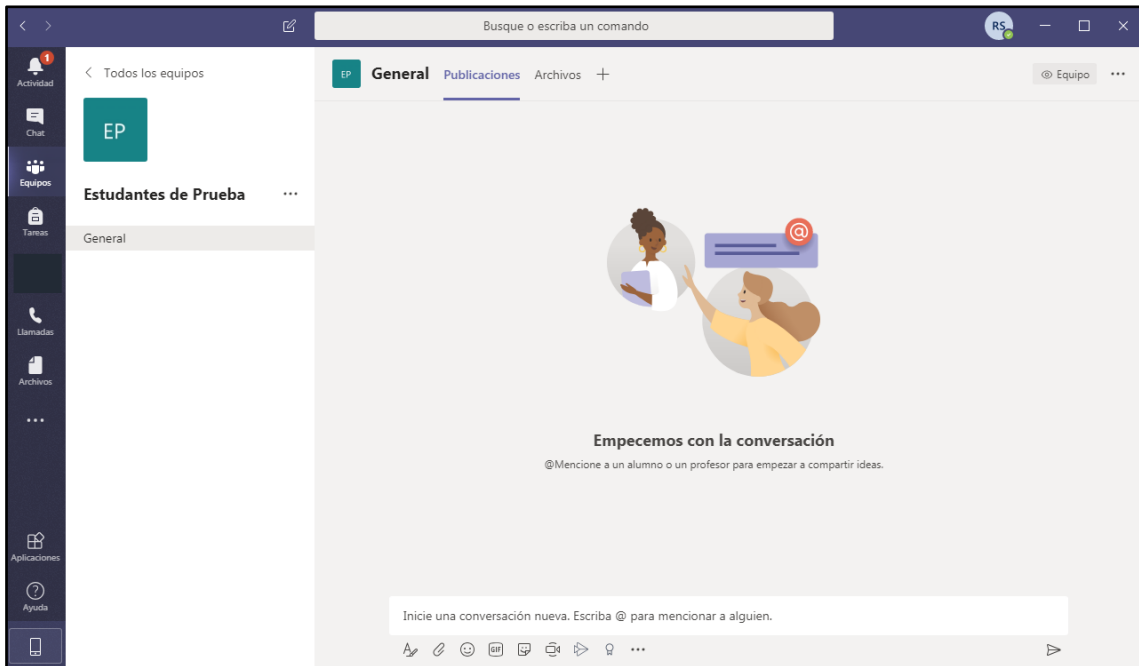 Busque o escriba un comando
RS
1
Actividad
Chat
Equipos
Tareas
Llamadas
Archivos
Aplicaciones
Ayuda
Todos los equipos
EP
Estudantes de Prueba
General
EP General Publicaciones Archivos
Equipo
@
Empecemos con la conversación
@Mencione a un alumno o un profesor para empezar a compartir ideas.
Inicie una conversación nueva. Escriba @ para mencionar a alguien.
GIF